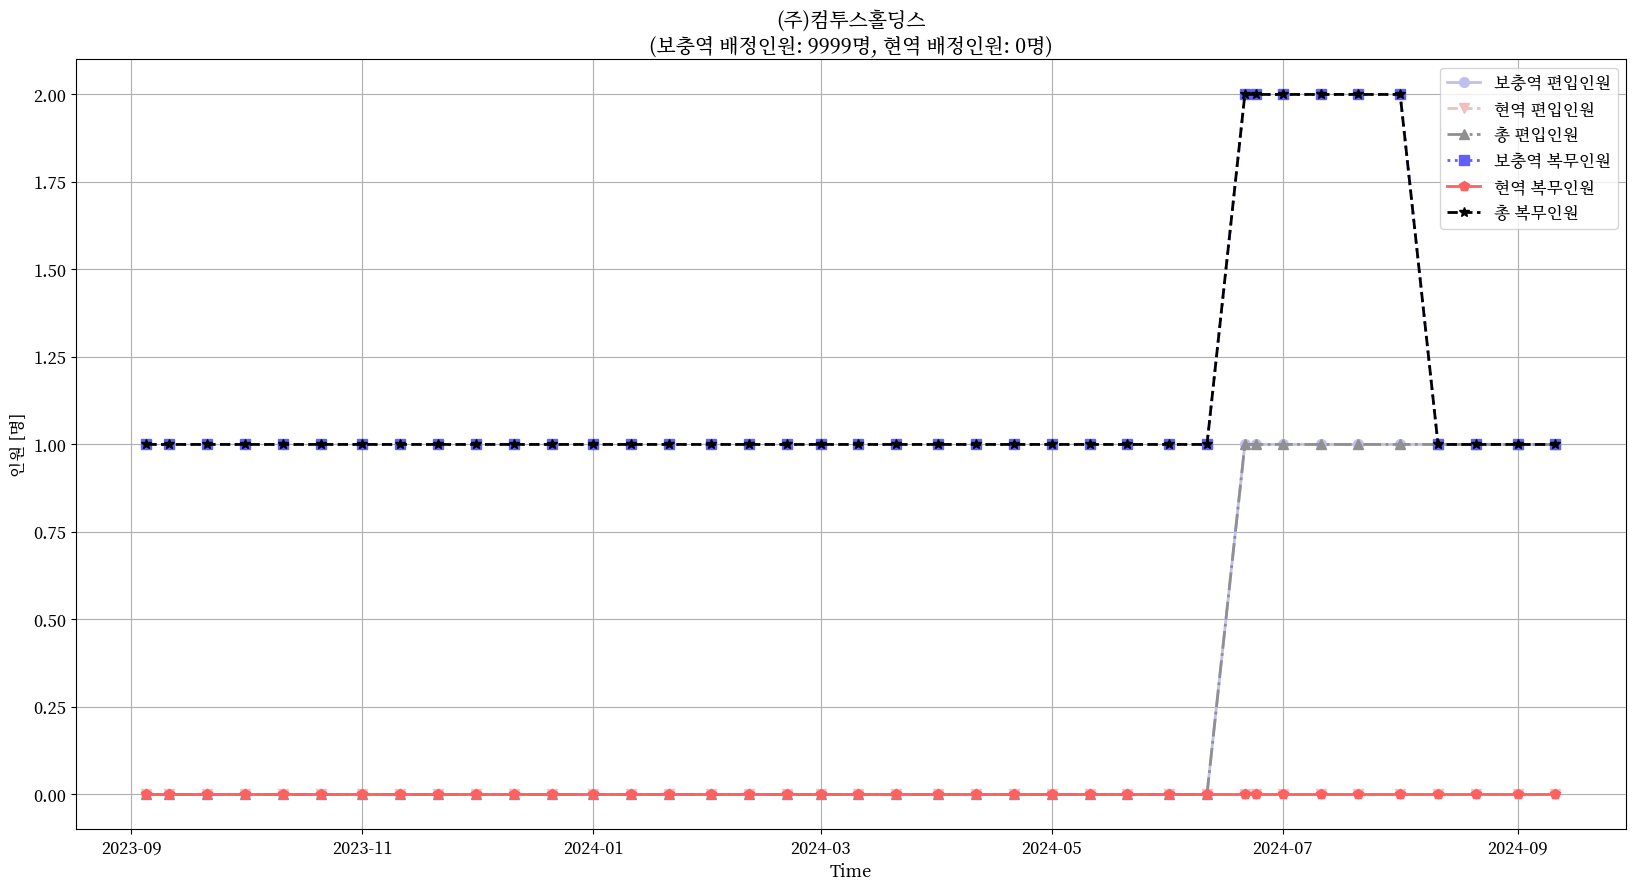 (주)컴투스홀딩스
(보충역 배정인원: 9999명, 현역 배정인원: 0명)
보충역 편입인원
현역 편입인원
총 편입인원
보충역 복무인원
현역 복무인원
총 복무인원
인원 [명]
2.00
1.75
1.50
1.25
1.00
0.75
0.50
0.25
0.00
2023-09
2023-11
2024-01
2024-03
2024-05
2024-07
2024-09
Time